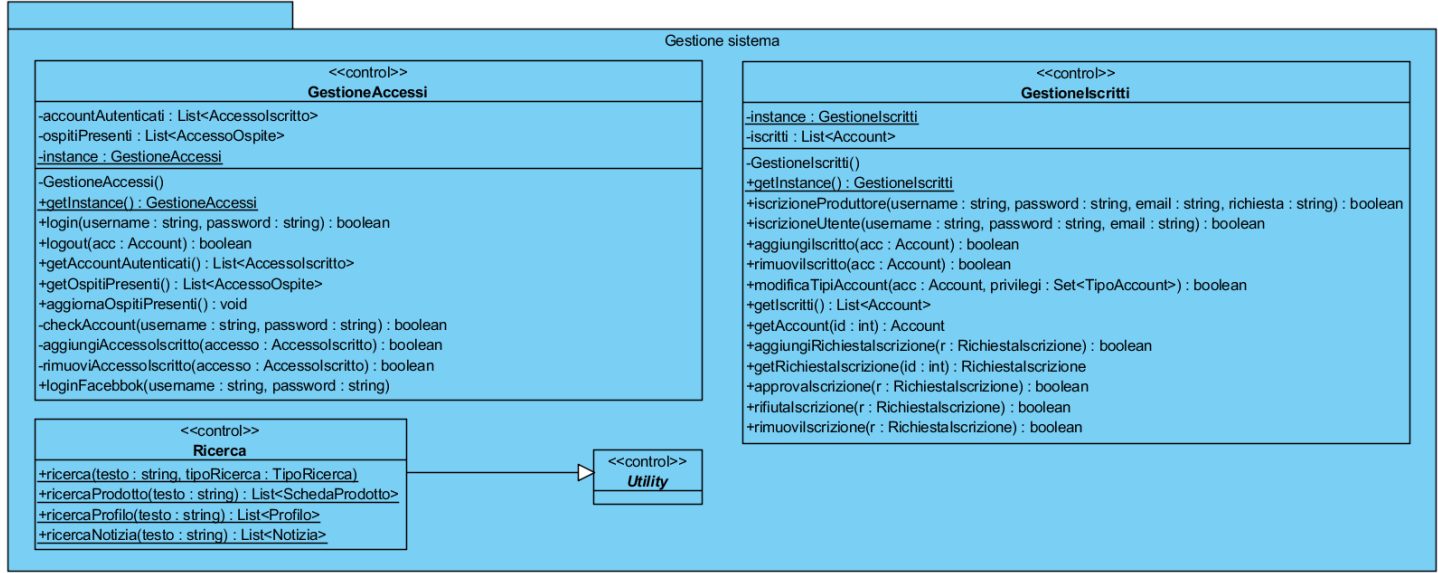 Gestione sistema
<<control>>
GestioneAccessi
-accountAutenticati : List<AccessoIscritto>
-ospitiPresenti : List<AccessoOspite>
-instance : GestioneAccessi
-GestioneAccessi()
+getInstance() : GestioneAccessi
+login(username : string, password : string) : boolean
+logout(acc : Account) : boolean
+getAccountAutenticati() : List<AccessoIscritto>
+getOspitiPresenti() : List<AccessoOspite>
+aggiornaOspitiPresenti() : void
-checkAccount(username : string, password : string) : boolean
-aggiungiAccessoIscritto(accesso : AccessoIscritto) : boolean
-rimuoviAccessoIscritto(accesso : AccessoIscritto) : boolean
+loginFacebbok(username : string, password : string)
<<control>>
GestioneIscritti
-instance : GestioneIscritti
-iscritti : List<Account>
-GestioneIscritti()
+getInstance() : GestioneIscritti
+iscrizioneProduttore(username : string, password : string, email : string, richiesta : string) : boolean
+iscrizioneUtente(username : string, password : string, email : string) : boolean
+aggiungiIscritto(acc : Account) : boolean
+rimuoviIscritto(acc : Account) : boolean
+modificaTipiAccount(acc : Account, privilegi : Set<TipoAccount>) : boolean
+getIscritti() : List<Account>
+getAccount(id : int) : Account
+aggiungiRichiestaIscrizione(r : RichiestaIscrizione) : boolean
+getRichiestaIscrizione(id : int) : RichiestaIscrizione
+approvaIscrizione(r : RichiestaIscrizione) : boolean
+rifiutaIscrizione(r : RichiestaIscrizione) : boolean
+rimuoviIscrizione(r : RichiestaIscrizione) : boolean
<<control>>
Ricerca
+ricerca(testo : string, tipoRicerca : TipoRicerca)
+ricercaProdotto(testo : string) : List<SchedaProdotto>
+ricercaProfilo(testo : string) : List<Profilo>
+ricercaNotizia(testo : string) : List<Notizia>
<<control>>
Utility